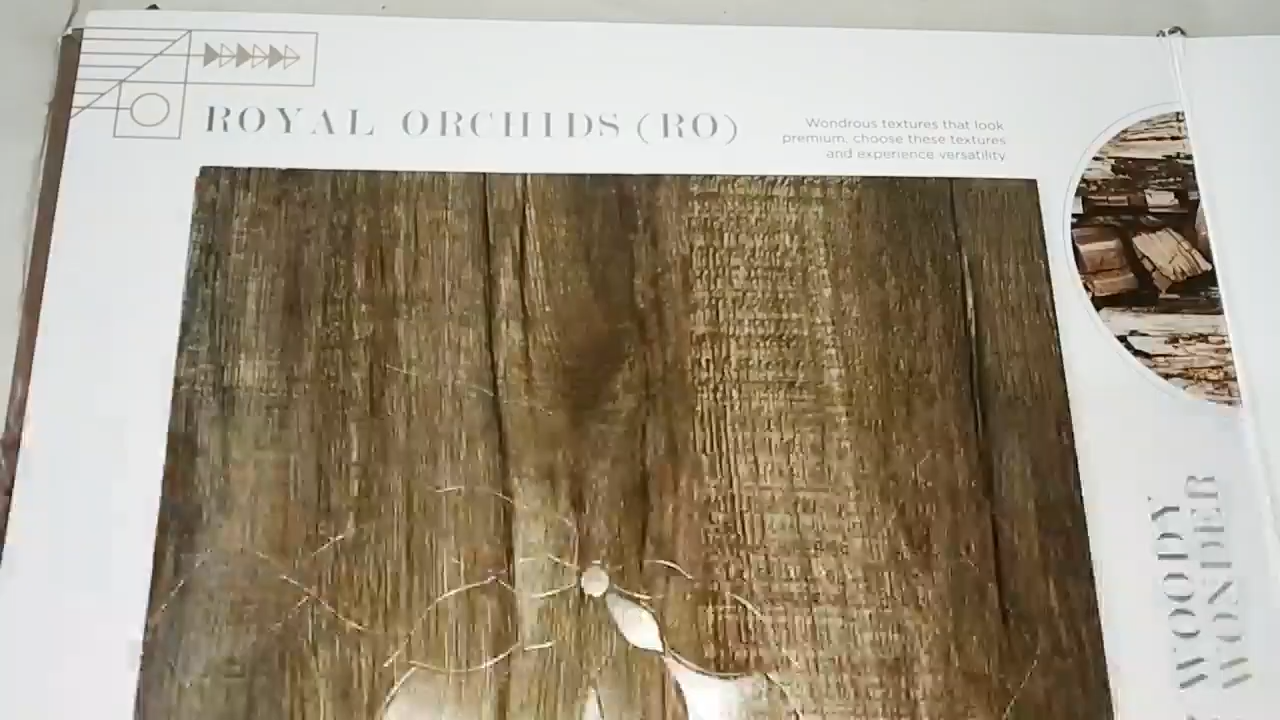 ROYAL ORCHIDS (RO)
Wondrous textures that look
premium, choose these textures
and experience versatility
WOODY
WONDER